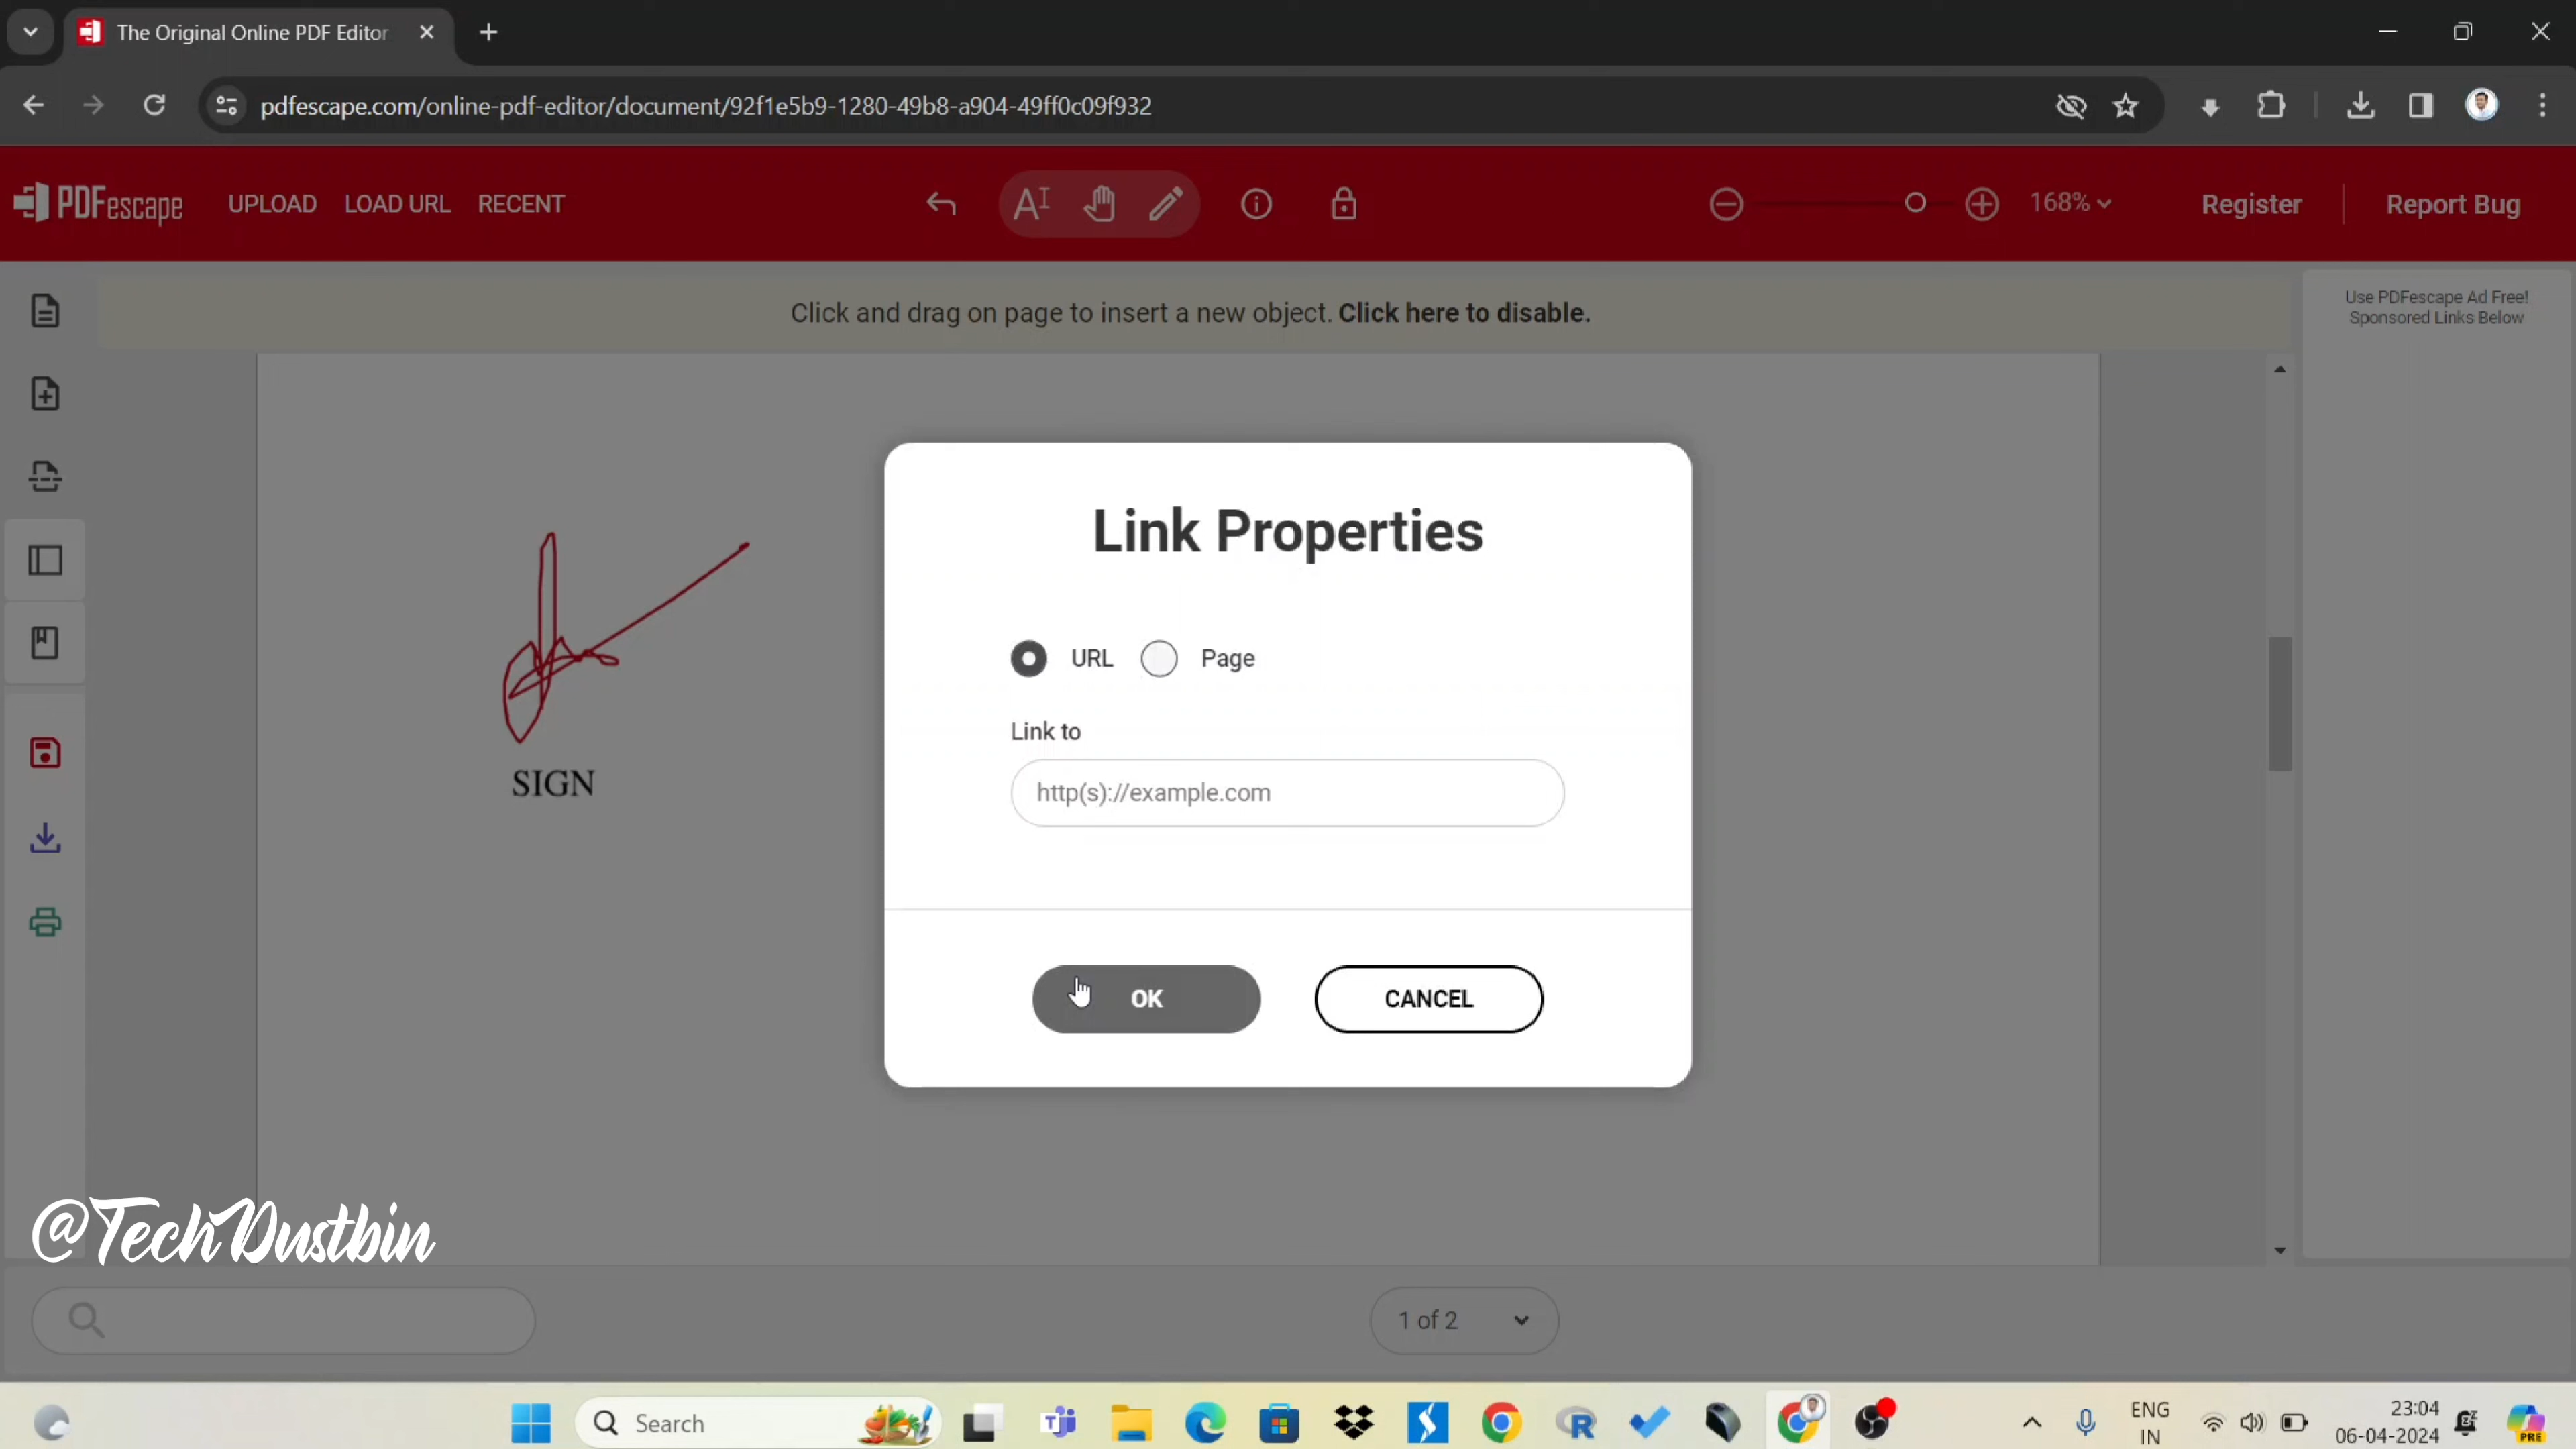 The Original Online PDF Editor
pdfescape.com/online-pdf-editor/document/92f1e5b9-1280-49b8-a904-49ff0c09f932
PDFescape UPLOAD LOAD URL RECENT 168% Register Report Bug
Click and drag on page to insert a new object. Click here to disable.
Use PDFescape Ad Free!
Sponsored Links Below
Link Properties
URL Page
Link to
http(s)://example.com
SIGN
OK CANCEL
@TechDustbin
1 of 2
Search
ENG
IN
23:04
06-04-2024
PRE